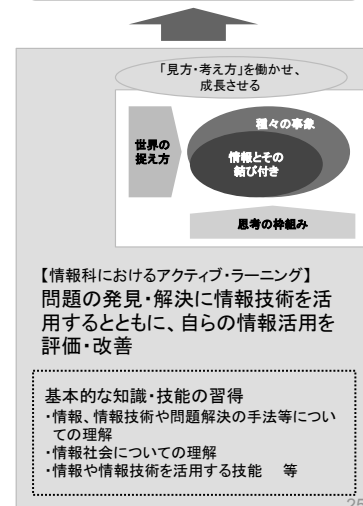 「見方・考え方」を働かせ、
成長させる
種々の事象
世界の
捉え方
情報とその
結び付き
思考の枠組み
【情報科におけるアクティブ・ラーニング】
問題の発見・解決に情報技術を活
用するとともに、自らの情報活用を
評価・改善
基本的な知識・技能の習得
・情報、情報技術や問題解決の手法等につい
ての理解
・情報社会についての理解
・情報や情報技術を活用する技能　等
25